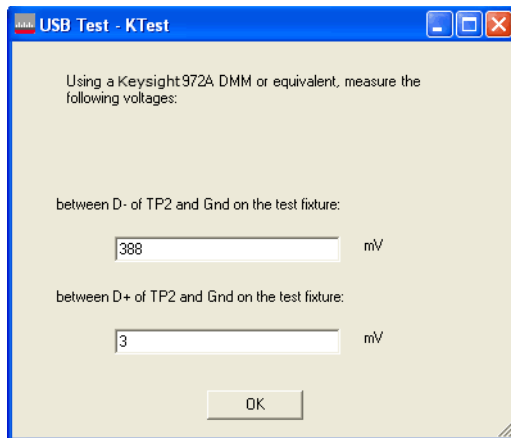 USB Test - KTest
Using a Keysight 972A DMM or equivalent, measure the
following voltages:
between D- of TP2 and Gnd on the test fixture:
388 mV
between D+ of TP2 and Gnd on the test fixture:
3 mV
OK